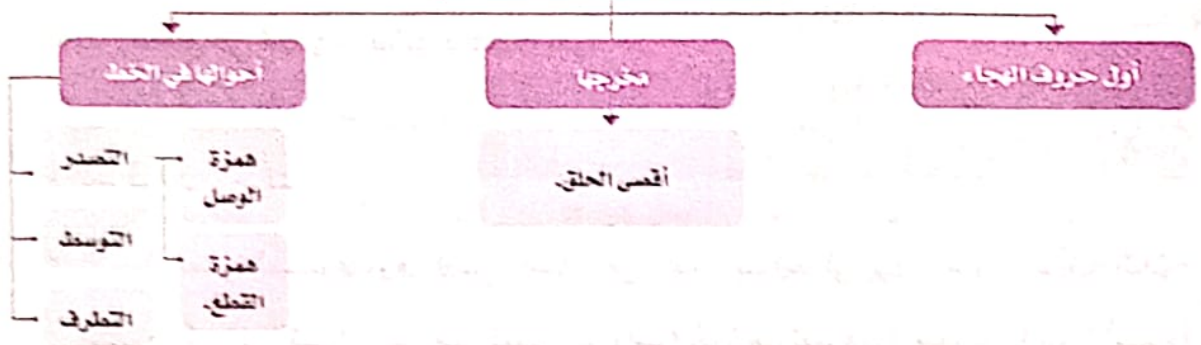 أول حروف الهجاء
مخرجها
أحوالها في الخط
أقصى الحلق.
التصدر
همزة
الوصل
همزة
القطع.
التوسط
التطرف